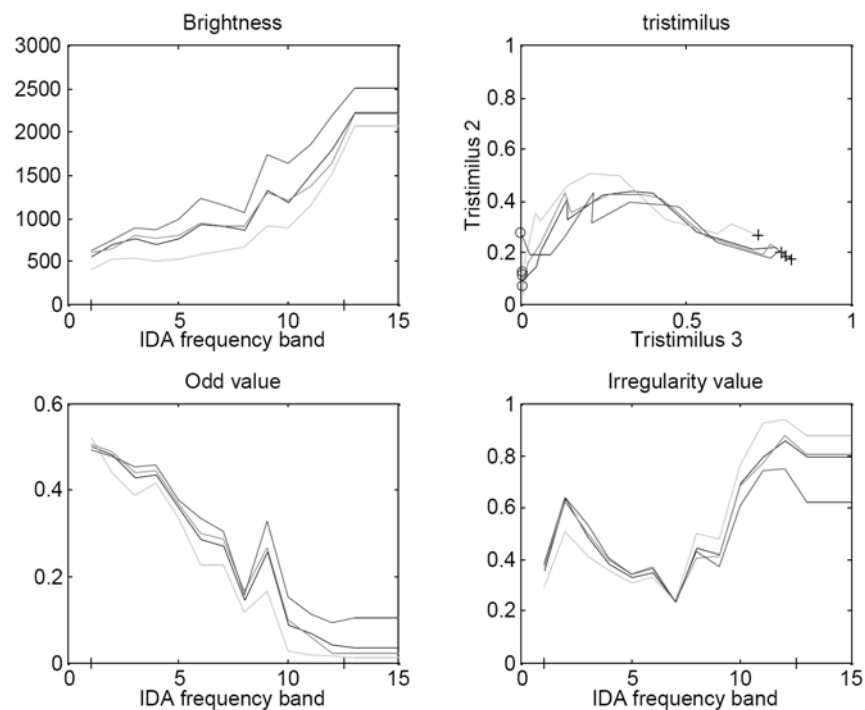 Brightness
3000
2500
2000
1500
1000
500
0
0 5 10 15
IDA frequency band
tristimilus
1
0.8
0.6
0.4
0.2
0
Tristimilus 2
0 0.5 1
Tristimilus 3
Odd value
0.6
0.4
0.2
0
0 5 10 15
IDA frequency band
Irregularity value
1
0.8
0.6
0.4
0.2
0
0 5 10 15
IDA frequency band